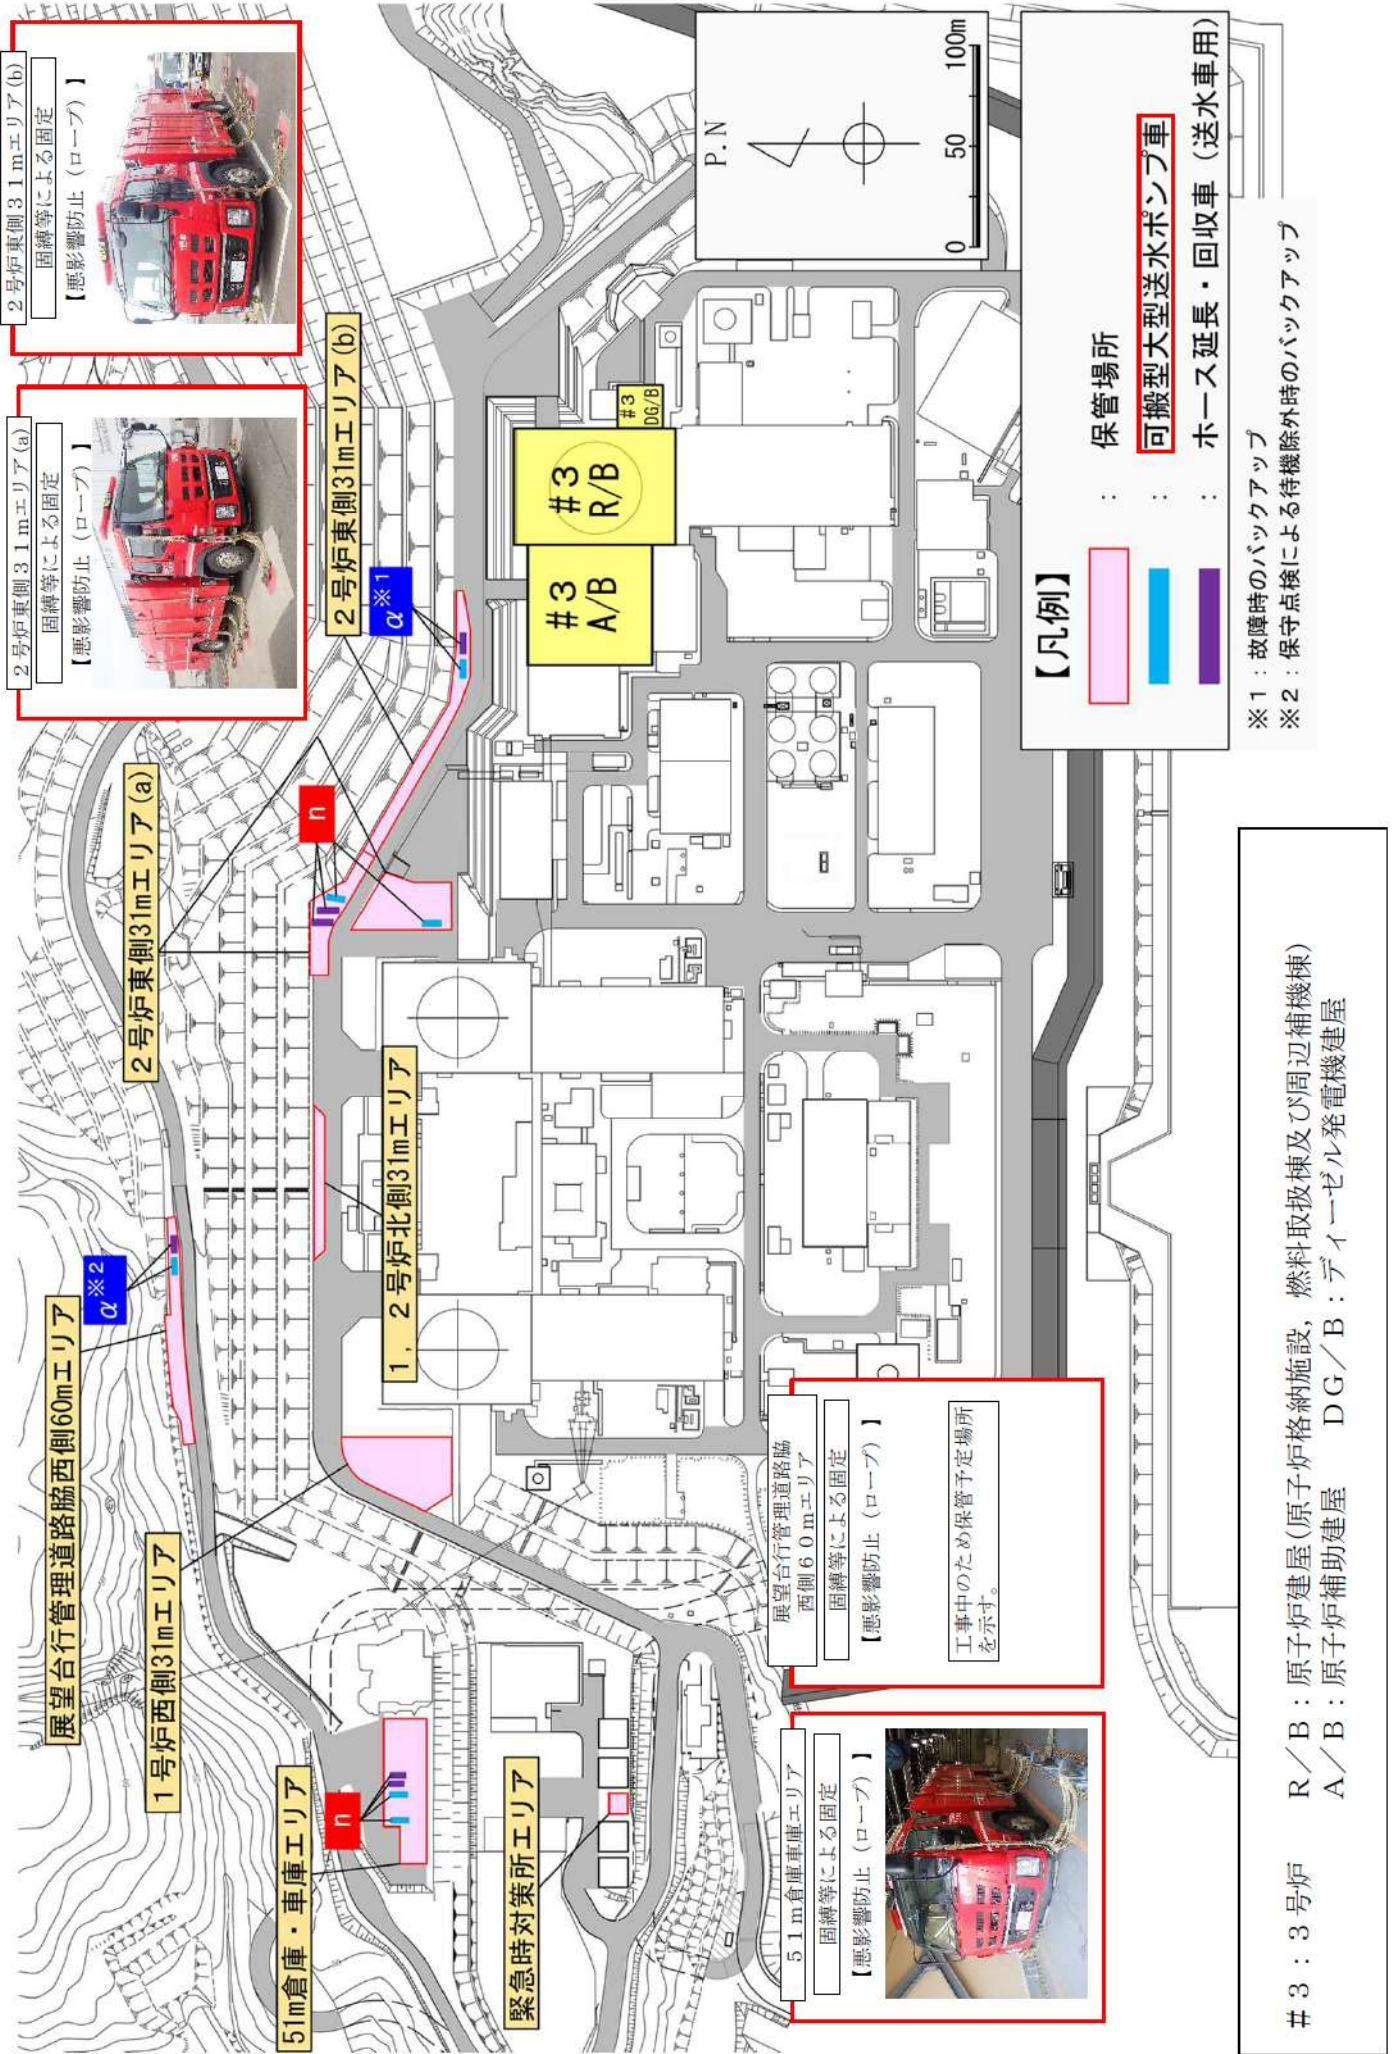 2号炉東側31mエリア(a)
固縛等による固定
【悪影響防止（ロープ）】
2号炉東側31mエリア(b)
固縛等による固定
【悪影響防止（ロープ）】
展望台行管理道路脇西側60mエリア
α※2
2号炉東側31mエリア(a)
1号炉西側31mエリア
n
2号炉東側31mエリア(b)
α※1
51m倉庫・車庫エリア
n
1，2号炉北側31mエリア
緊急時対策所エリア
#3
A/B
#3
R/B
#3
DG/B
P.N
0 50 100m
51m倉庫車庫エリア
固縛等による固定
【悪影響防止（ロープ）】
展望台行管理道路脇
西側60mエリア
固縛等による固定
【悪影響防止（ロープ）】
工事中のため保管予定場所
を示す。
【凡例】
： 保管場所
： 可搬型大型送水ポンプ車
： ホース延長・回収車（送水車用）
※1：故障時のバックアップ
※2：保守点検による待機除外時のバックアップ
#3：3号炉 R／B：原子炉建屋(原子炉格納施設，燃料取扱棟及び周辺補機棟)
A／B：原子炉補助建屋 DG／B：ディーゼル発電機建屋